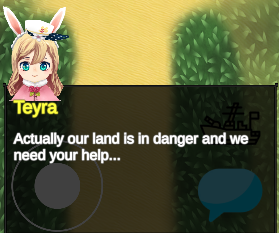 Teyra
Actually our land is in danger and we
need your help...